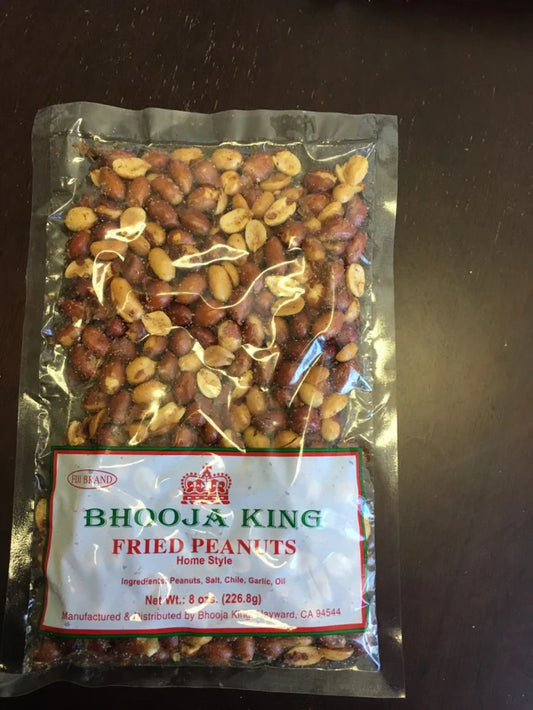 FIJI BRAND
BHOOJA KING
FRIED PEANUTS
Home Style
Ingredients: Peanuts, Salt, Chile, Garlic, Oil
Net Wt.: 8 ozs. (226.8g)
Manufactured & Distributed by Bhooja King, Hayward, CA 94544